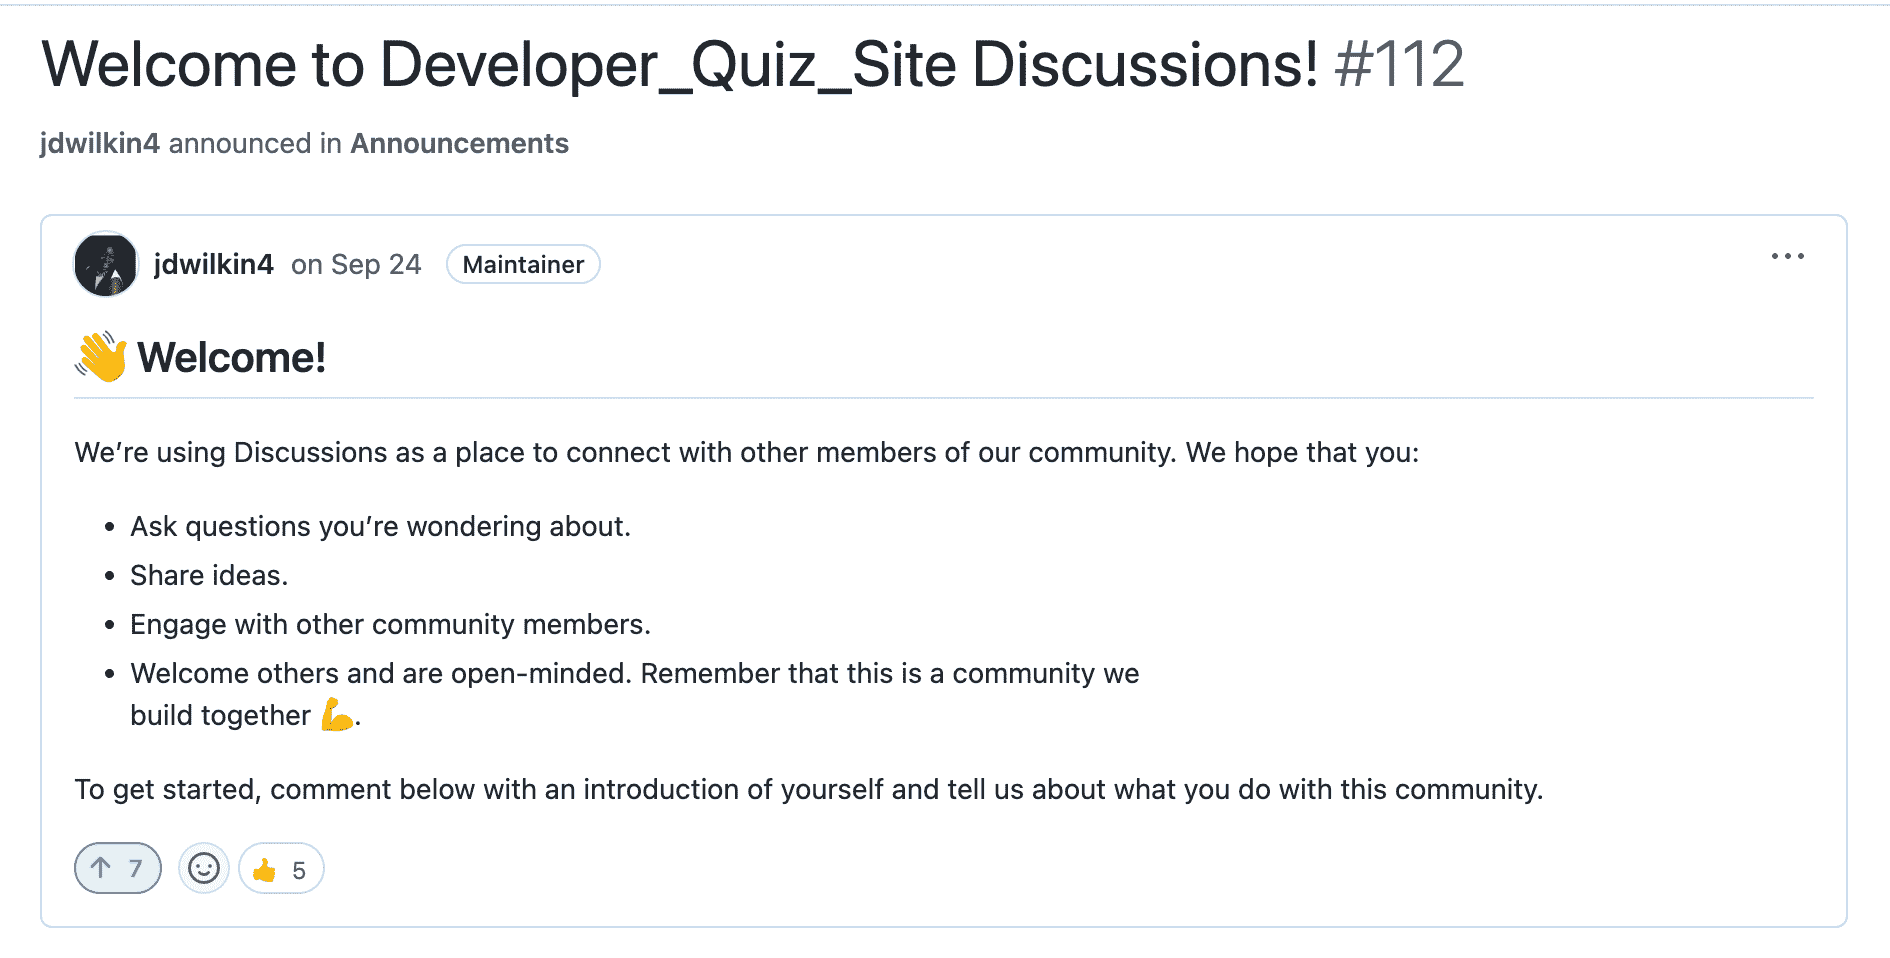 Welcome to Developer_Quiz_Site Discussions! #112
jdwilkin4 announced in Announcements
jdwilkin4 on Sep 24 Maintainer
👋 Welcome!
We’re using Discussions as a place to connect with other members of our community. We hope that you:
• Ask questions you’re wondering about.
• Share ideas.
• Engage with other community members.
• Welcome others and are open-minded. Remember that this is a community we
build together 💪.
To get started, comment below with an introduction of yourself and tell us about what you do with this community.
↑ 7 👍 5